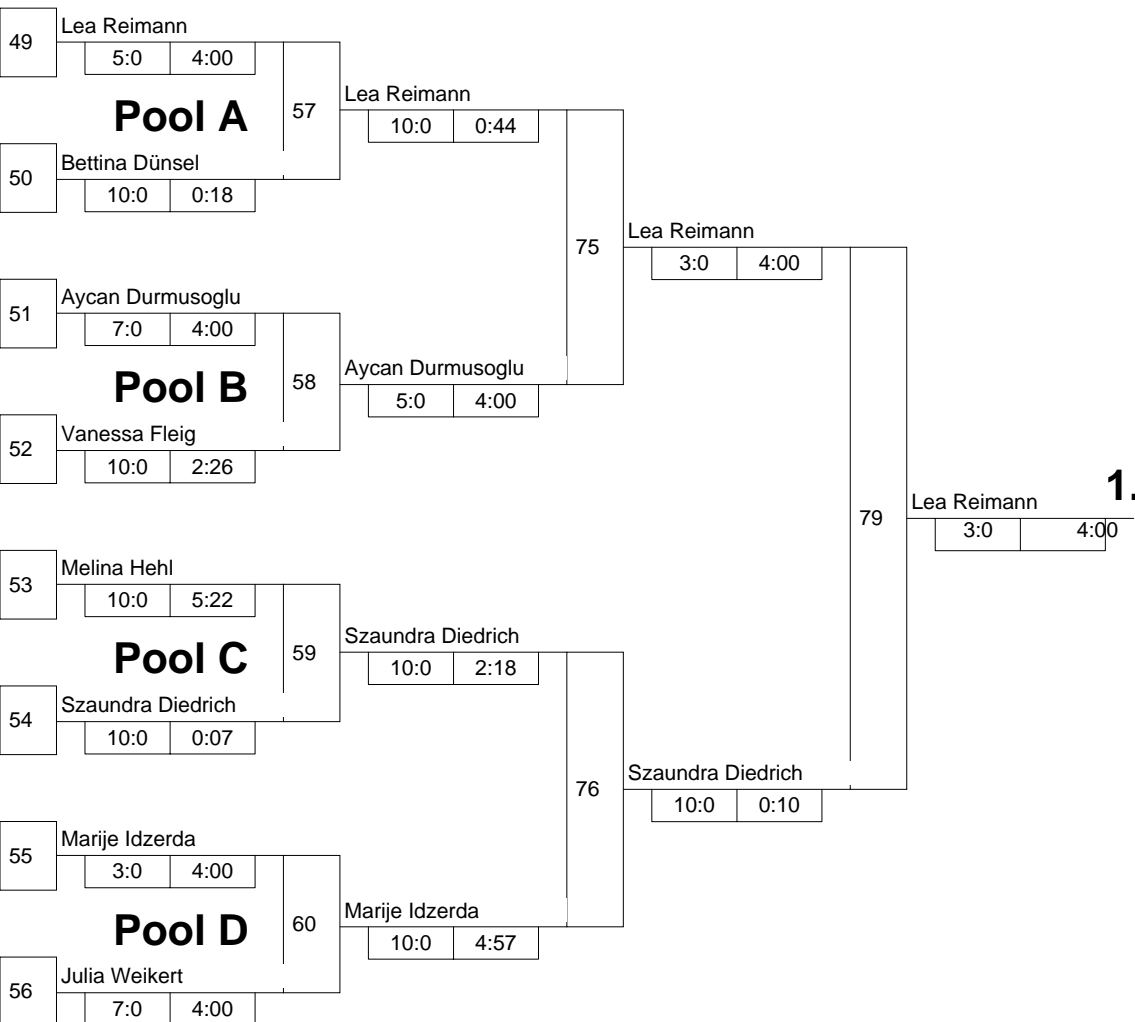 49
Lea Reimann
5:0 4:00
Pool A
57
Lea Reimann
10:0 0:44
50
Bettina Dünsel
10:0 0:18
75
Lea Reimann
3:0 4:00
51
Aycan Durmusoglu
7:0 4:00
Pool B
58
Aycan Durmusoglu
5:0 4:00
52
Vanessa Fleig
10:0 2:26
79
Lea Reimann
1.
3:0 4:00
53
Melina Hehl
10:0 5:22
Pool C
59
Szaundra Diedrich
10:0 2:18
54
Szaundra Diedrich
10:0 0:07
76
Szaundra Diedrich
10:0 0:10
55
Marije Idzerda
3:0 4:00
Pool D
60
Marije Idzerda
10:0 4:57
56
Julia Weikert
7:0 4:00